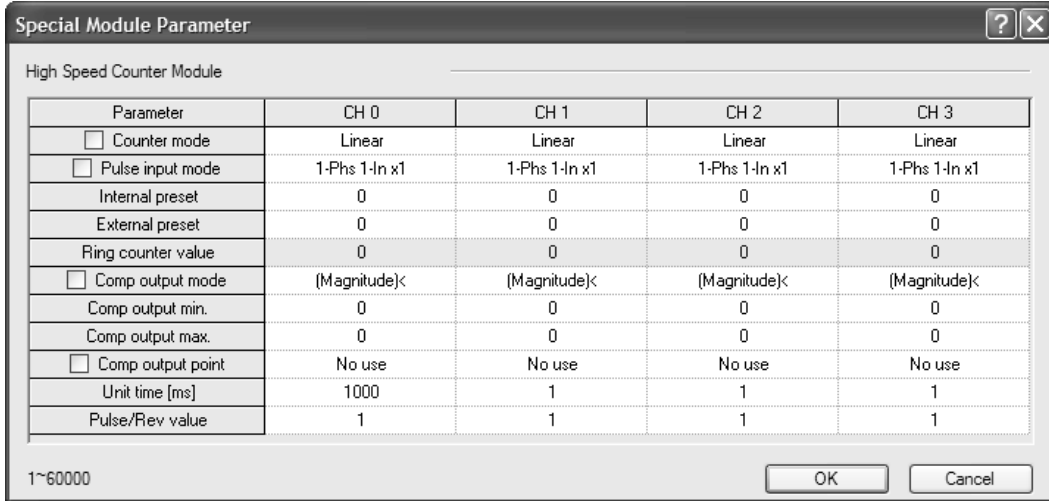 Special Module Parameter
High Speed Counter Module
Parameter CH 0 CH 1 CH 2 CH 3
Counter mode Linear Linear Linear Linear
Pulse input mode 1-Phs 1-In x1 1-Phs 1-In x1 1-Phs 1-In x1 1-Phs 1-In x1
Internal preset 0 0 0 0
External preset 0 0 0 0
Ring counter value 0 0 0 0
Comp output mode (Magnitude)< (Magnitude)< (Magnitude)< (Magnitude)<
Comp output min. 0 0 0 0
Comp output max. 0 0 0 0
Comp output point No use No use No use No use
Unit time [ms] 1000 1 1 1
Pulse/Rev value 1 1 1 1
1~60000 OK Cancel